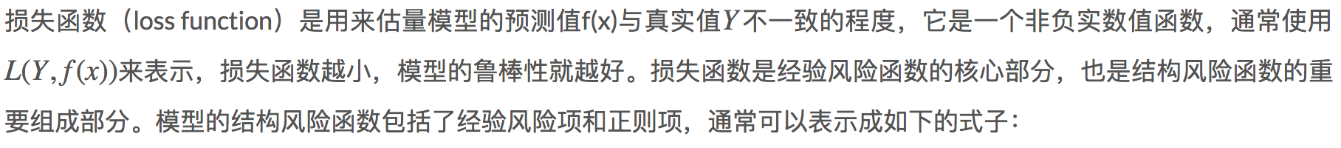 损失函数（loss function）是用来估量模型的预测值f(x)与真实值Y不一致的程度，它是一个非负实数值函数，通常使用
L(Y, f(x))来表示，损失函数越小，模型的鲁棒性就越好。损失函数是经验风险函数的核心部分，也是结构风险函数的重
要组成部分。模型的结构风险函数包括了经验风险项和正则项，通常可以表示成如下的式子：